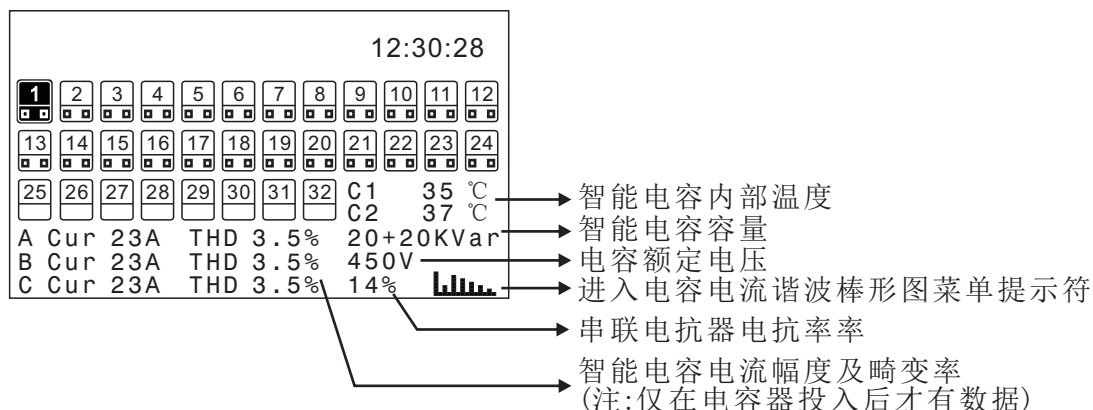 12:30:28
1 2 3 4 5 6 7 8 9 10 11 12
13 14 15 16 17 18 19 20 21 22 23 24
25 26 27 28 29 30 31 32 C1 35 ℃
C2 37 ℃
A Cur 23A THD 3.5% 20+20KVar
B Cur 23A THD 3.5% 450V
C Cur 23A THD 3.5% 14%
智能电容内部温度
智能电容容量
电容额定电压
进入电容电流谐波棒形图菜单提示符
串联电抗器电抗率率
智能电容电流幅度及畸变率
(注:仅在电容器投入后才有数据)